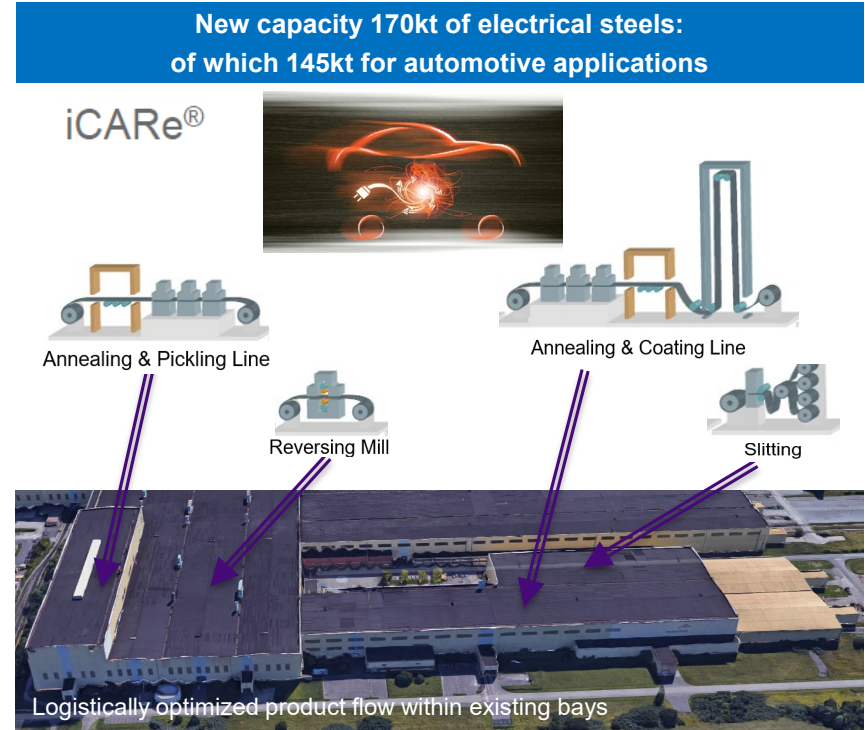 New capacity 170kt of electrical steels:
of which 145kt for automotive applications
iCARe®
Annealing & Pickling Line
Annealing & Coating Line
Reversing Mill
Slitting
Logistically optimized product flow within existing bays